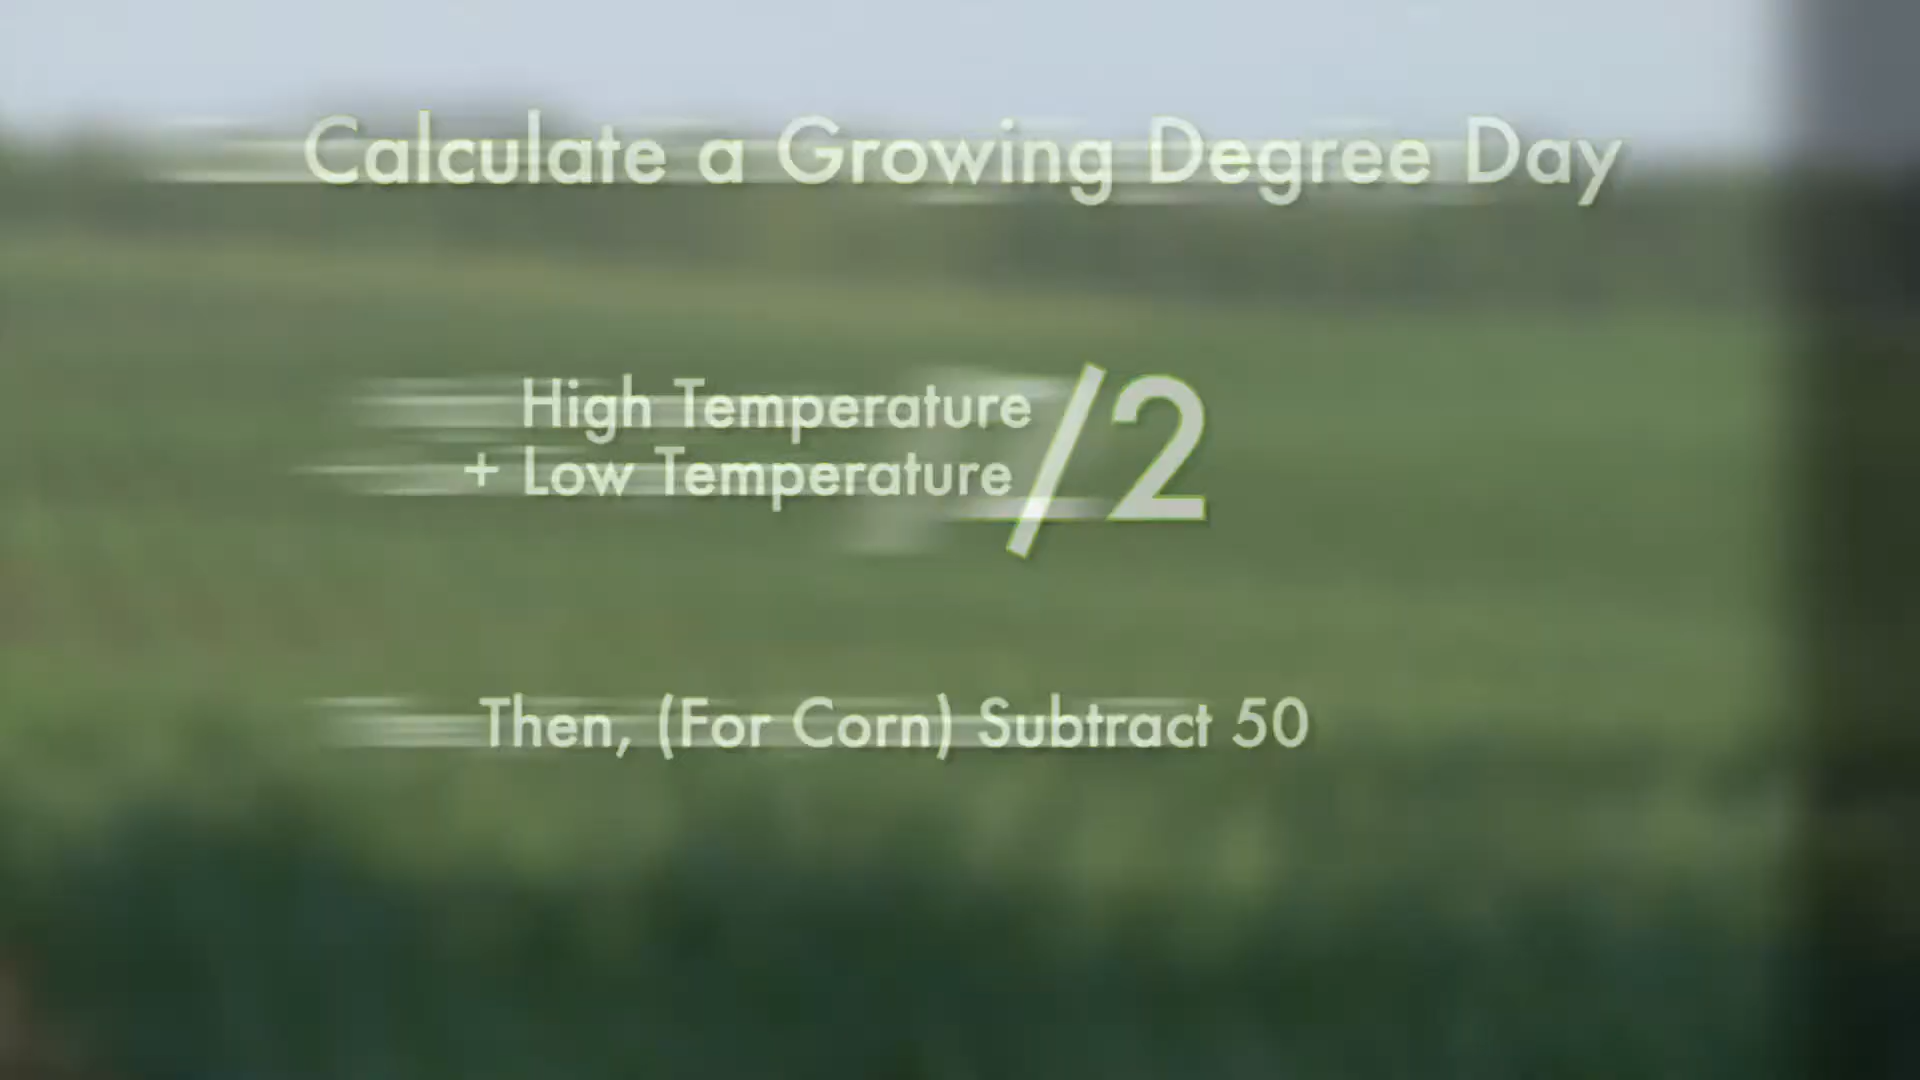 Calculate a Growing Degree Day
High Temperature
+ Low Temperature
/2
Then, (For Corn) Subtract 50